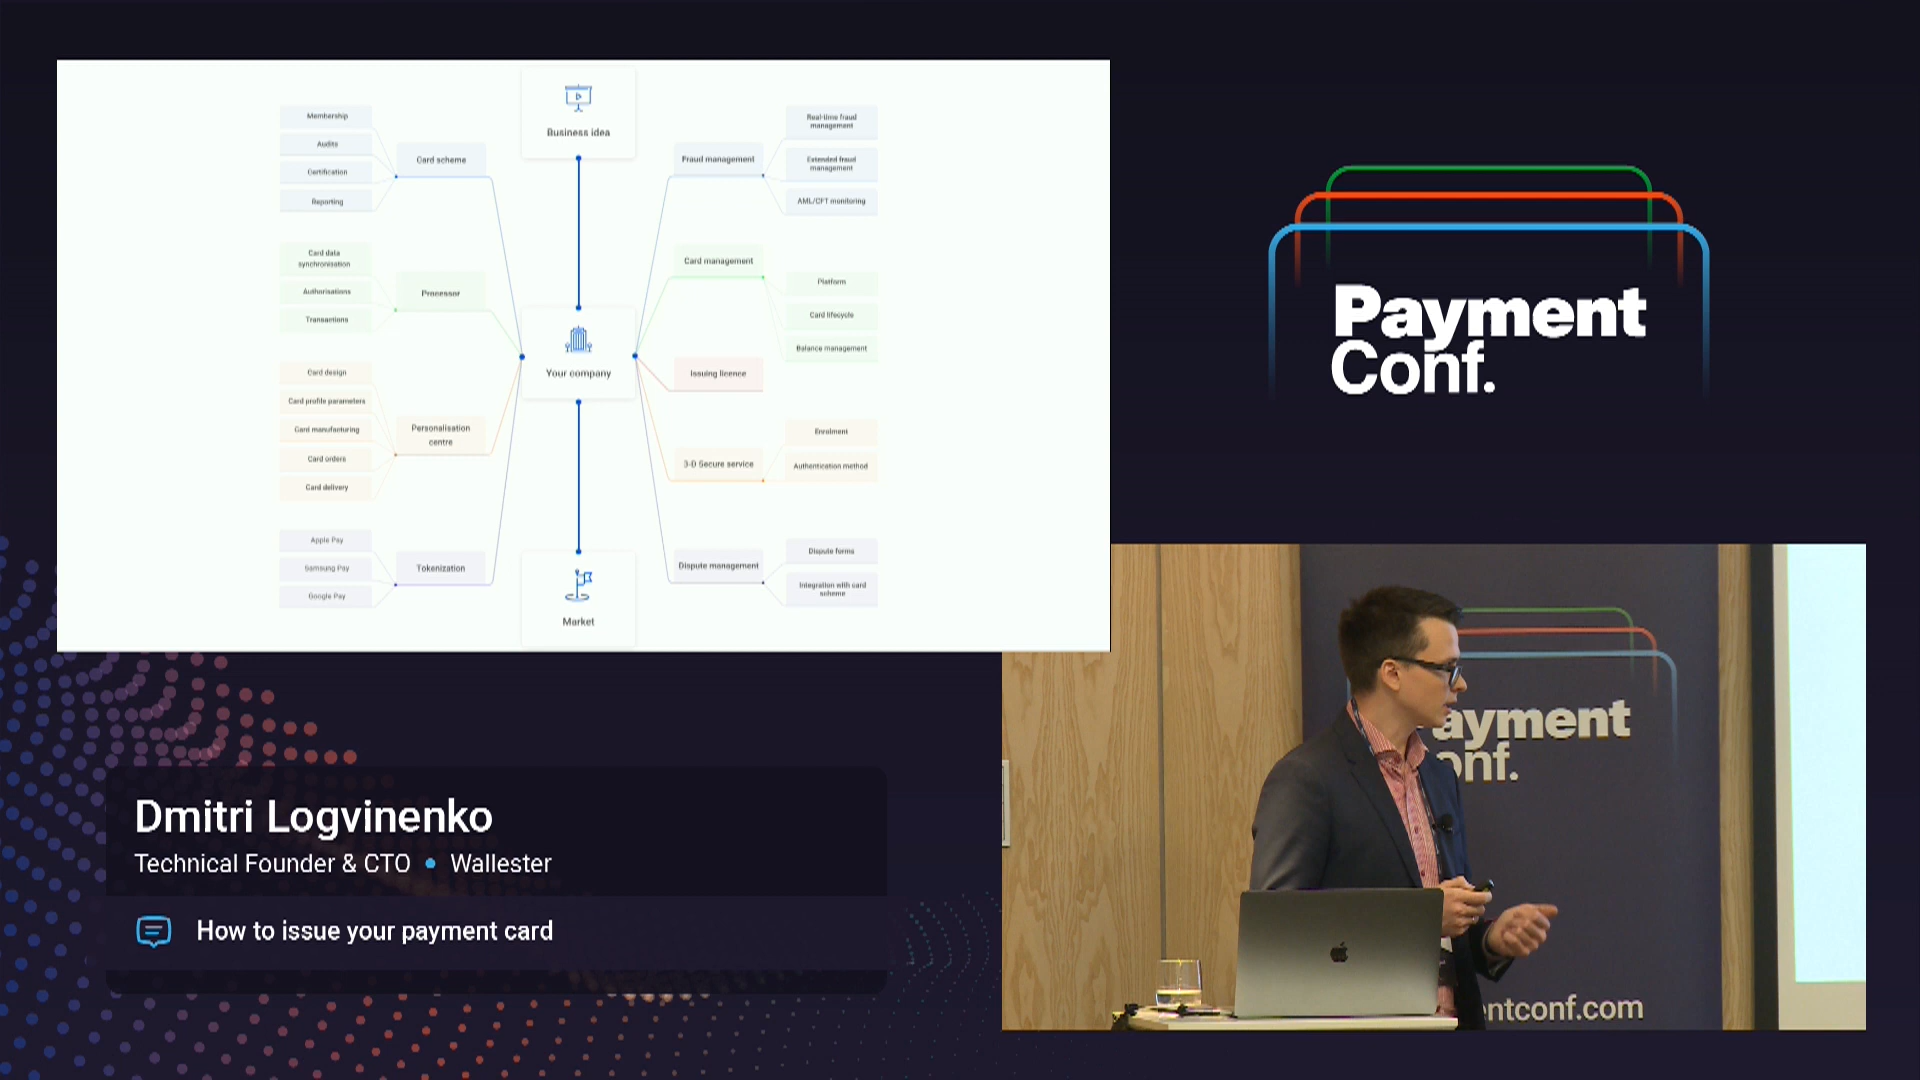 Business idea
Membership
Audits
Certification
Reporting
Card scheme
Card data
synchronisation
Authorisations
Transactions
Processor
Card design
Card profile parameters
Card manufacturing
Card orders
Card delivery
Personalisation
centre
Apple Pay
Samsung Pay
Google Pay
Tokenization
Your company
Market
Fraud management
Real-time fraud
management
Extended fraud
management
AML/CFT monitoring
Card management
Platform
Card lifecycle
Balance management
Issuing licence
3-D Secure service
Enrolment
Authentication method
Dispute management
Dispute forms
Integration with card
scheme
Payment
Conf.
ayment
onf.
entconf.com
Dmitri Logvinenko
Technical Founder & CTO • Wallester
How to issue your payment card